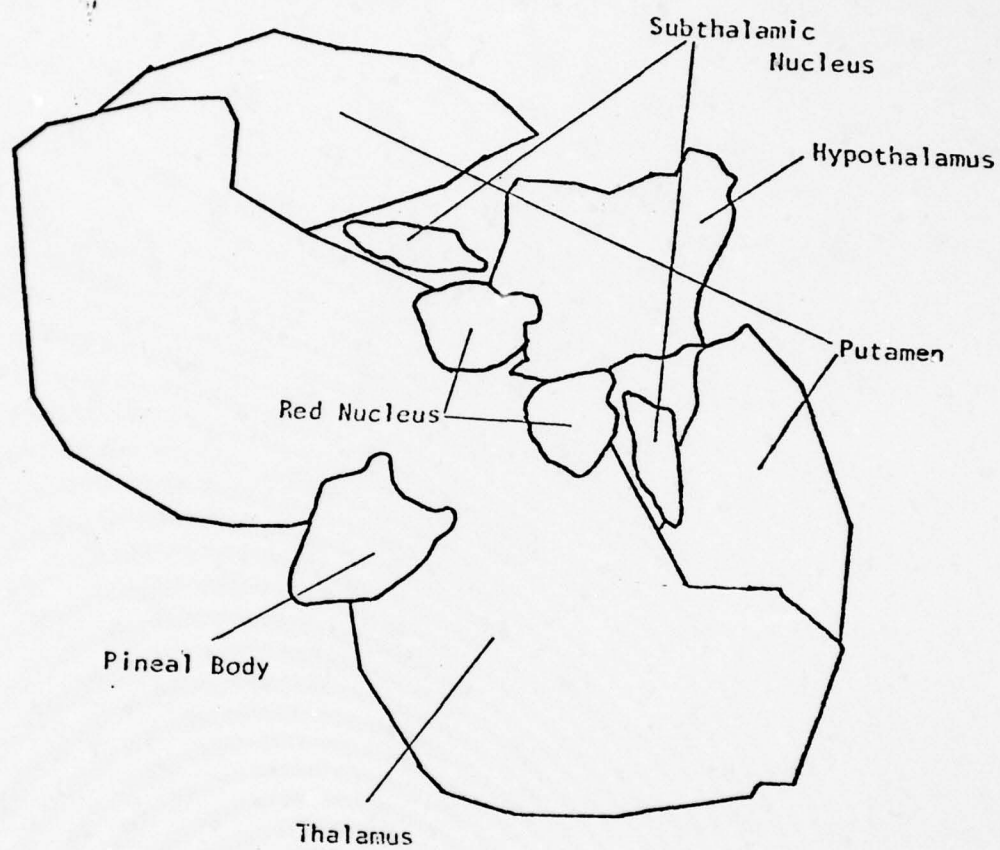 Subthalamic
Nucleus
Hypothalamus
Putamen
Red Nucleus
Pineal Body
Thalamus